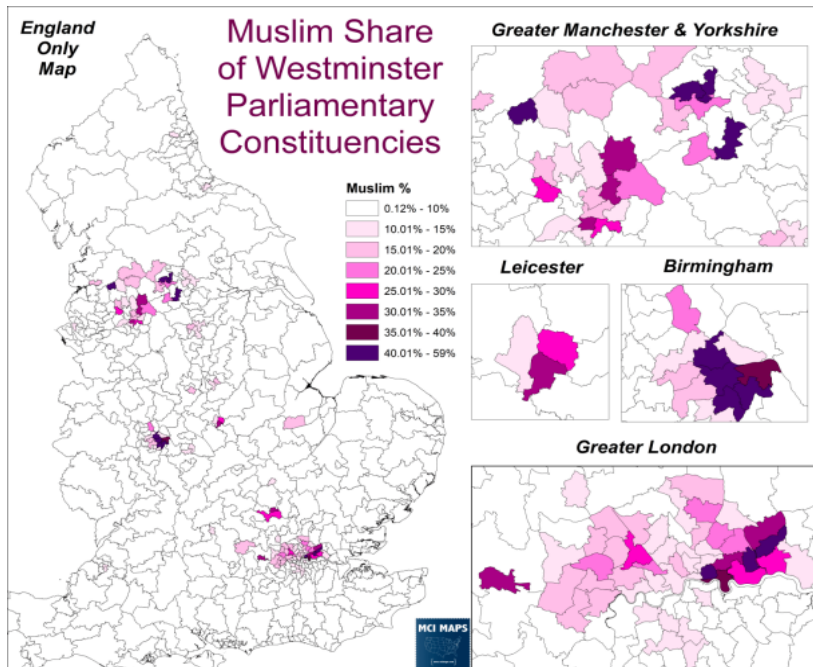 England
Only
Map
Muslim Share
of Westminster
Parliamentary
Constituencies
Muslim %
0.12% - 10%
10.01% - 15%
15.01% - 20%
20.01% - 25%
25.01% - 30%
30.01% - 35%
35.01% - 40%
40.01% - 59%
Greater Manchester & Yorkshire
Leicester
Birmingham
Greater London
MCI MAPS